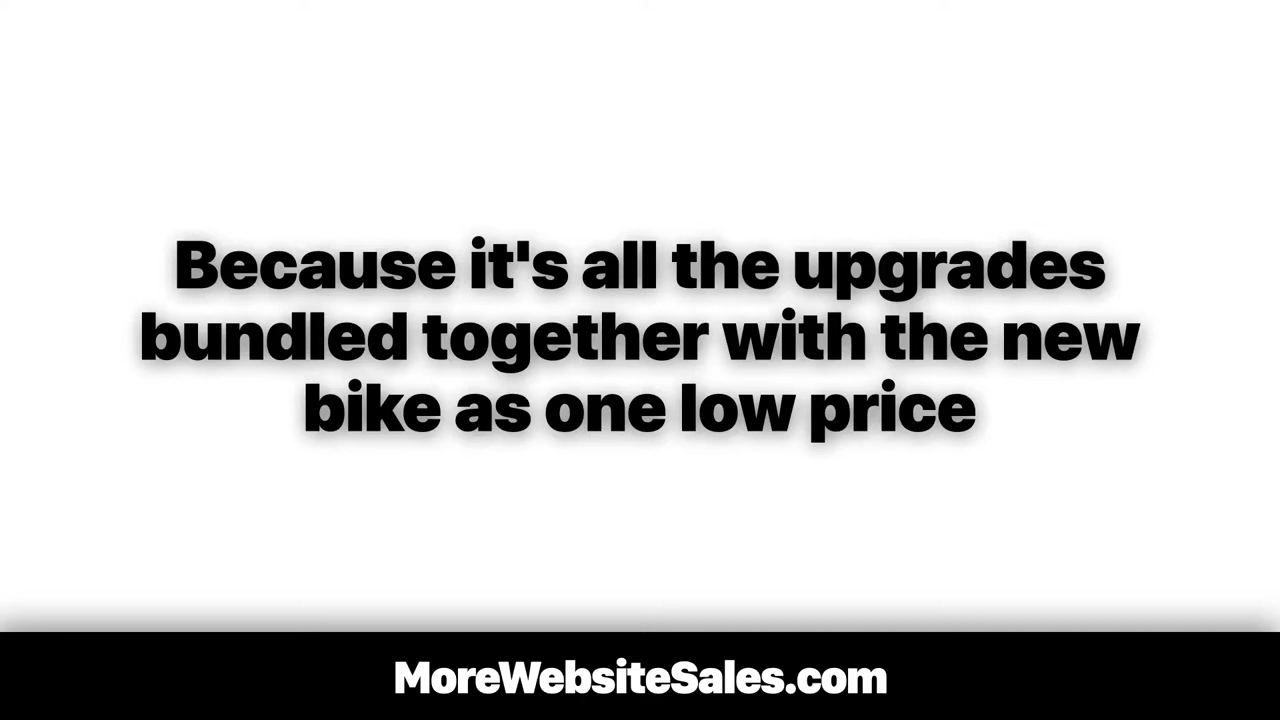 Because it's all the upgrades
bundled together with the new
bike as one low price
MoreWebsiteSales.com